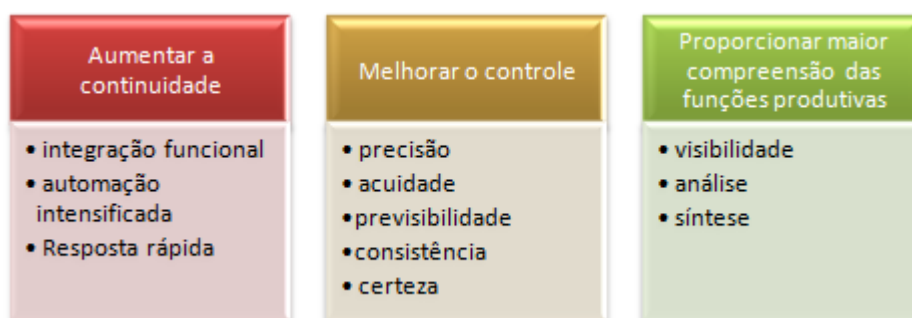 Aumentar a
continuidade
• integração funcional
• automação
intensificada
• Resposta rápida
Melhorar o controle
• precisão
• acuidade
•previsibilidade
•consistência
• certeza
Proporcionar maior
compreensão das
funções produtivas
• visibilidade
• análise
• síntese